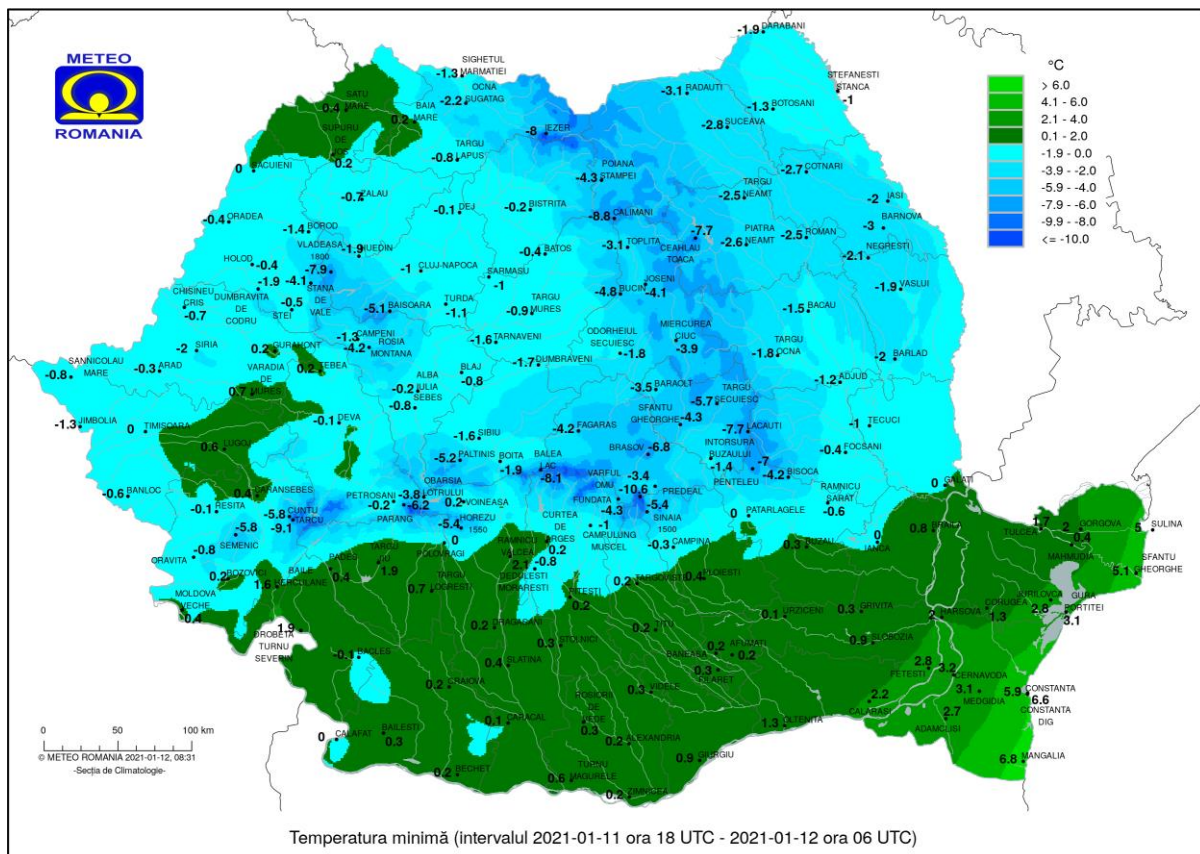 METEO
ROMANIA
DARABANI
-1.9
°C
> 6.0
4.1 - 6.0
2.1 - 4.0
0.1 - 2.0
-1.9 - 0.0
-3.9 - -2.0
-5.9 - -4.0
-7.9 - -6.0
-9.9 - -8.0
<= -10.0
SIGHETUL
MARMATIEI
-1.3
OCNA
SUGATAG
-2.2
RADAUTI
-3.1
STEFANESTI
STANCA
-1
BOTOSANI
-1.3
SATU
MARE
0.4
BAIA
MARE
0.2
SUCEAVA
-2.8
IEZER
-8
SUPURU
DE
JOS
0.2
SACUIENI
0
TARGU
LAPUS
-0.8
POIANA
STAMPEI
-4.3
COTNARI
-2.7
ZALAU
-0.7
TARGU
NEAMT
-2.5
IASI
-2
ORADEA
-0.4
DEJ
-0.1
BISTRITA
-0.2
CALIMANI
-8.8
BARNOVA
-3
BOROD
-1.4
VLADEASA
1800
-7.9
HUEDIN
-1.9
BATOS
-0.4
TOPLITA
-3.1
CEAHLAU
TOACA
-7.7
PIATRA
NEAMT
-2.6
ROMAN
-2.5
NEGRESTI
-2.1
HOLOD
-0.4
CLUJ-NAPOCA
-1
SARMASU
-1
DUMBRAVITA
DE
CODRU
-1.9
STANA
DE
VALE
-4.1
BUCIN
-4.8
JOSENI
-4.1
VASLUI
-1.9
CHISINEU
CRIS
-0.7
STEI
-0.5
BAISOARA
-5.1
TURDA
-1.1
TARGU
MURES
-0.9
BACAU
-1.5
CAMPENI
-1.3
ROSIA
MONTANA
-4.2
TARNAVENI
-1.6
ODORHEIUL
SECUIESC
-1.8
MIERCUREA
CIUC
-3.9
TARGU
OCNA
-1.8
SIRIA
-2
GURAHONT
0.2
BARLAD
-2
SANNICOLAU
MARE
-0.8
ARAD
-0.3
TEBEA
0.2
DUMBRAVENI
-1.7
VARADIA
DE
MURES
0.7
BLAJ
-0.8
ALBA
IULIA
-0.2
SEBES
-0.8
BARAOLT
-3.5
ADJUD
-1.2
TARGU
SECUIESC
-5.7
JIMBOLIA
-1.3
TIMISOARA
0
DEVA
-0.1
SFANTU
GHEORGHE
-4.3
TECUCI
-1
LACAUTI
-7.7
SIBIU
-1.6
FAGARAS
-4.2
LUGOJ
0.6
BRASOV
-6.8
INTORSURA
BUZAULUI
-1.4
FOCSANI
-0.4
PALTINIS
-5.2
BOITA
-1.9
BALEA
LAC
-8.1
PENTELEU
-7
BISOCA
-4.2
BANLOC
-0.6
CARANSEBES
0.4
OBARSIA
LOTRULUI
-3.8
VARFUL
OMU
-10.6
-3.4
PREDEAL
-5.4
GALATI
0
RESITA
-0.1
PETROSANI
-0.2
PARANG
-6.2
VOINEASA
0.2
FUNDATA
-4.3
RAMNICU
SARAT
-0.6
CUNTU
-5.8
TARCU
-9.1
SEMENIC
-5.8
HOREZU
1550
-5.4
CURTEA
DE
ARGES
0.2
CAMPULUNG
MUSCEL
-1
SINAIA
1500
PATARLAGELE
0
BRAILA
0.8
TULCEA
1.7
GORGOVA
2
SULINA
5
ORAVITA
-0.8
POLOVRAGI
0
CAMPINA
-0.3
BUZAU
0.3
IANCA
0
MAHMUDIA
0.4
BOZOVICI
0.2
BAILE
HERCULANE
1.6
PADES
0.4
TARGU
JIU
1.9
RAMNICU
VALCEA
2.1
DEDULESTI
MORARESTI
-0.8
SFANTU
GHEORGHE
5.1
MOLDOVA
VECHE
0.4
TARGU
LOGRESTI
0.7
PITESTI
0.2
TARGOVISTE
0.2
PLOIESTI
0.4
JURILOVCA
2.8
GURA
PORTITEI
3.1
DROBETA
TURNU
SEVERIN
1.9
DRAGASANI
0.2
TITU
0.2
URZICENI
0.1
GRIVITA
0.3
HARSOVA
2
CORUGEA
1.3
BACLES
-0.1
STOLNICI
0.3
BANEASA
0.2
AFUMATI
0.2
FILARET
0.3
SLOBOZIA
0.9
SLATINA
0.4
CRAIOVA
0.2
VIDELE
0.3
FETESTI
2.8
CERNAVODA
3.2
MEDGIDIA
3.1
CONSTANTA
5.9
6.6
CONSTANTA
DIG
CALARASI
2.2
ADAMCLISI
2.7
CALAFAT
0
BAILESTI
0.3
CARACAL
0.1
ROSIORII
DE
VEDE
0.3
ALEXANDRIA
0.2
OLTENITA
1.3
GIURGIU
0.9
MANGALIA
6.8
BECHET
0.2
TURNU
MAGURELE
0.6
ZIMNICEA
0.2
0 50 100 km
© METEO ROMANIA 2021-01-12, 08:31
-Secția de Climatologie-
Temperatura minimă (intervalul 2021-01-11 ora 18 UTC - 2021-01-12 ora 06 UTC)